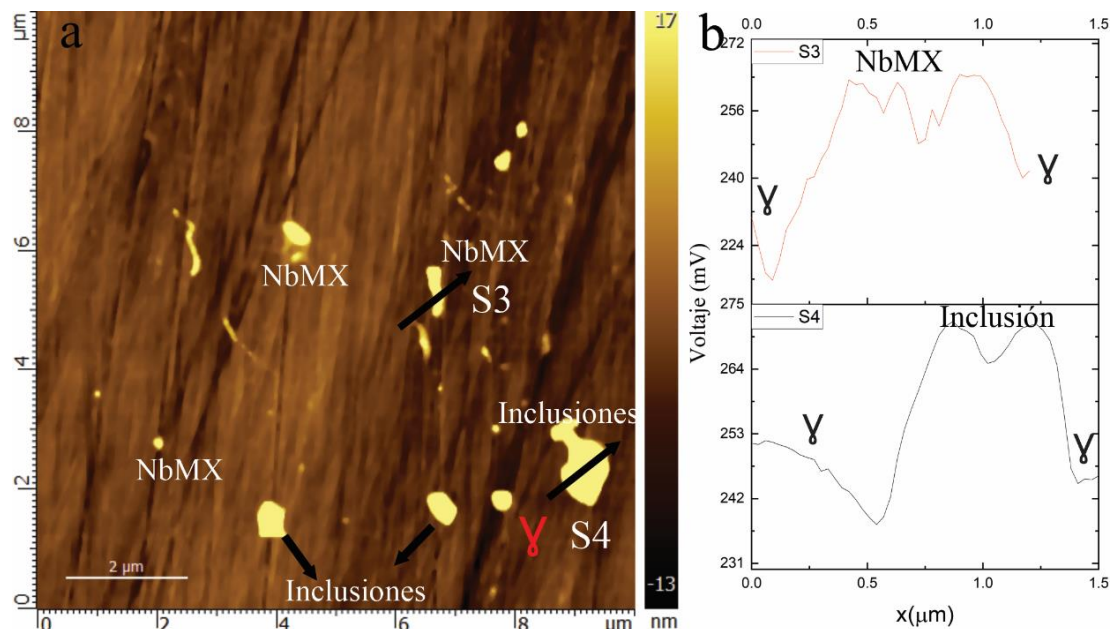 a
17
µm
8
6
4
2
0
NbMX
NbMX
S3
NbMX
Inclusiones
γ
S4
Inclusiones
2 µm
-13
2
4
6
8
µm
nm
b
0.0
0.5
1.0
1.5
272
256
240
224
S3
NbMX
γ
γ
Voltaje (mV)
275
264
253
242
231
S4
Inclusión
γ
γ
0.0
0.5
1.0
1.5
x(µm)